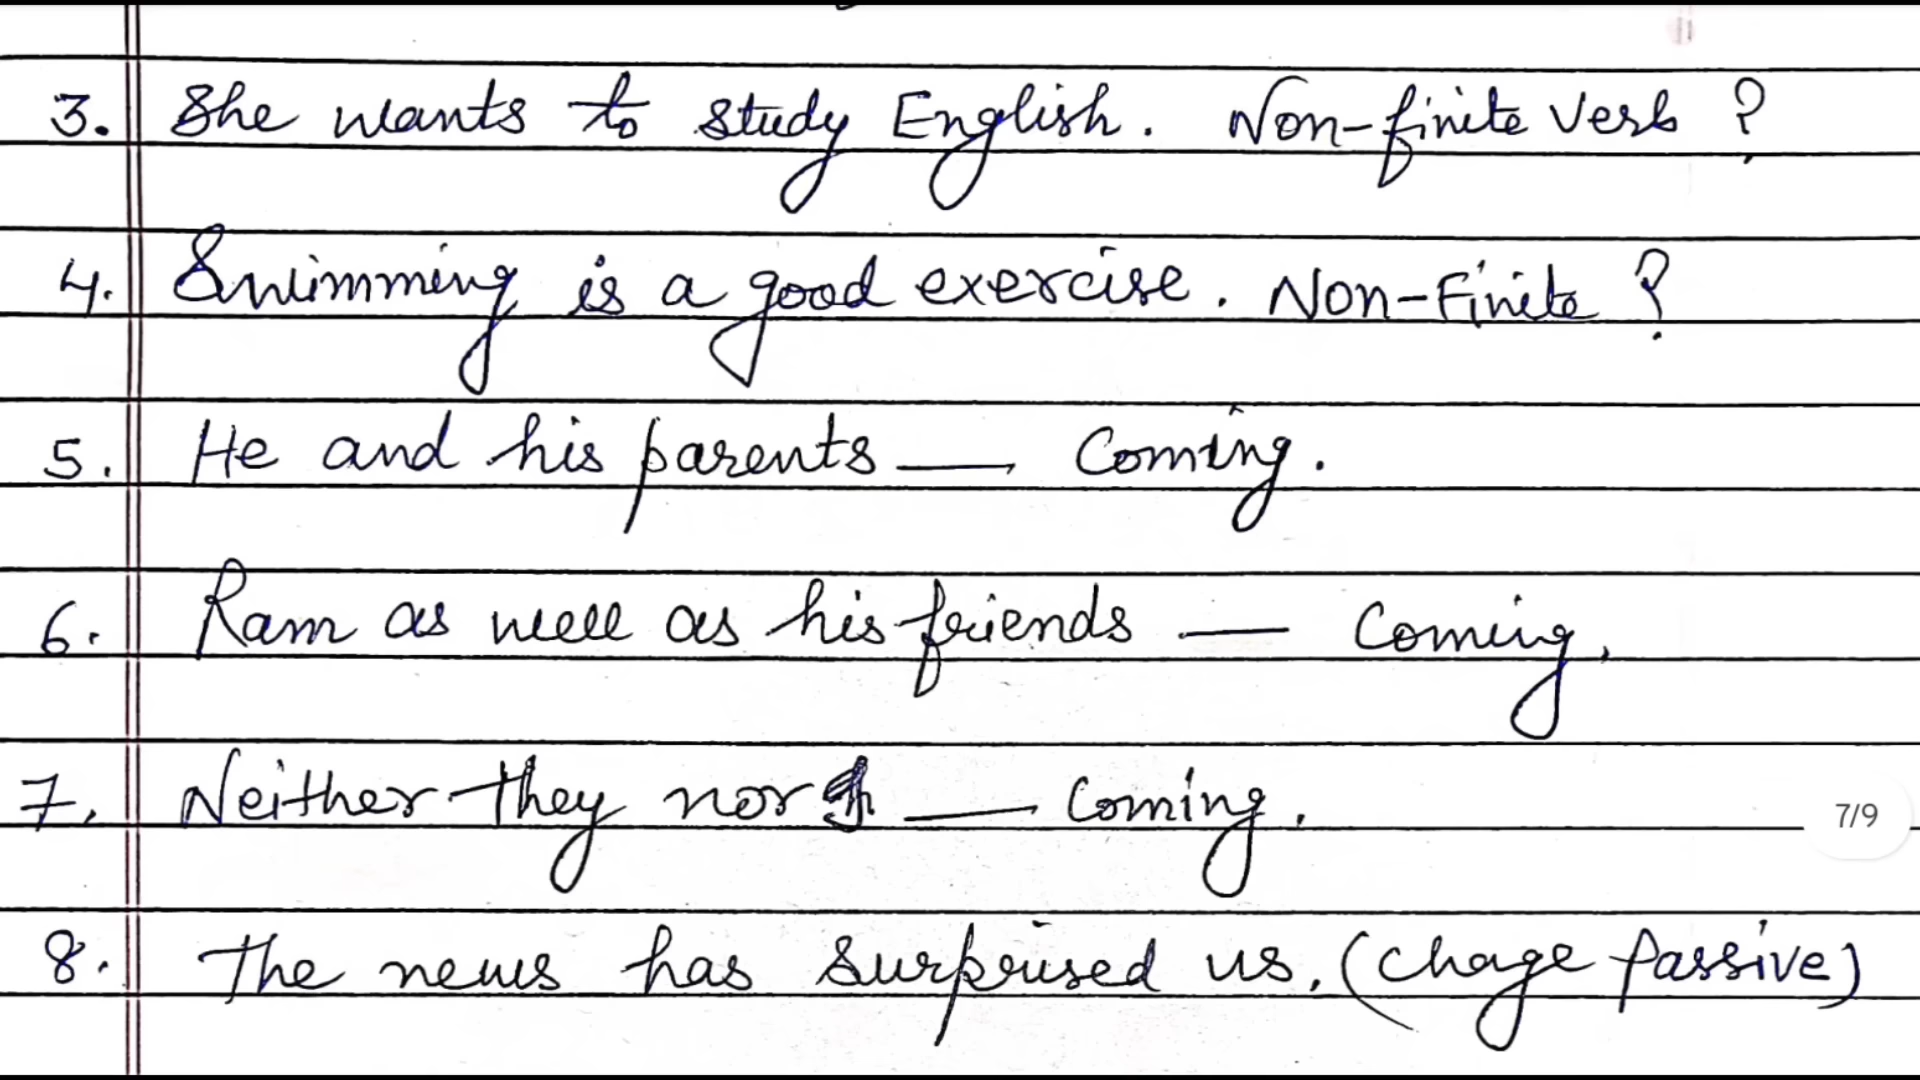 3. She wants to study English. Non-finite verb ?
4. Swimming is a good exercise. Non-Finite ?
5. He and his parents — Coming.
6. Ram as well as his friends — Coming.
7. Neither they nor — Coming.
7/9
8. The news has surprised us. (Chage Passive)